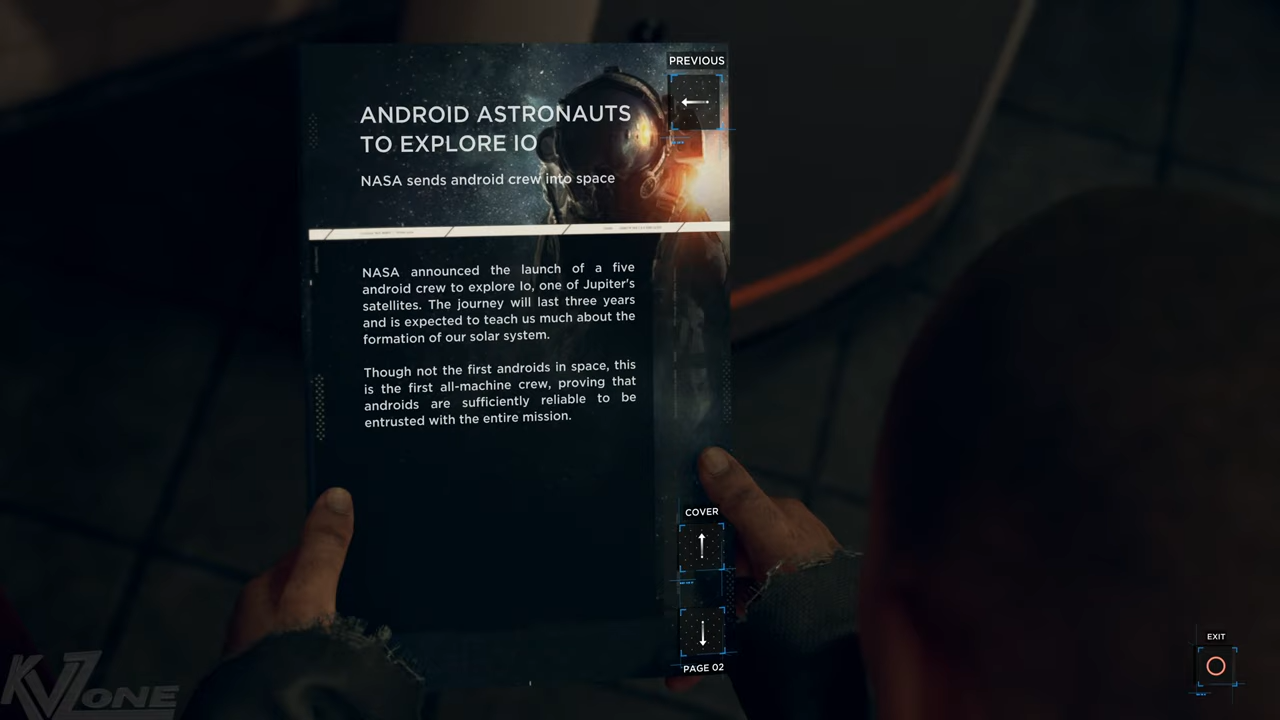 PREVIOUS
ANDROID ASTRONAUTS
TO EXPLORE IO
NASA sends android crew into space
NASA announced the launch of a five
android crew to explore Io, one of Jupiter's
satellites. The journey will last three years
and is expected to teach us much about the
formation of our solar system.
Though not the first androids in space, this
is the first all-machine crew, proving that
androids are sufficiently reliable to be
entrusted with the entire mission.
COVER
PAGE 02
EXIT
KVZONE